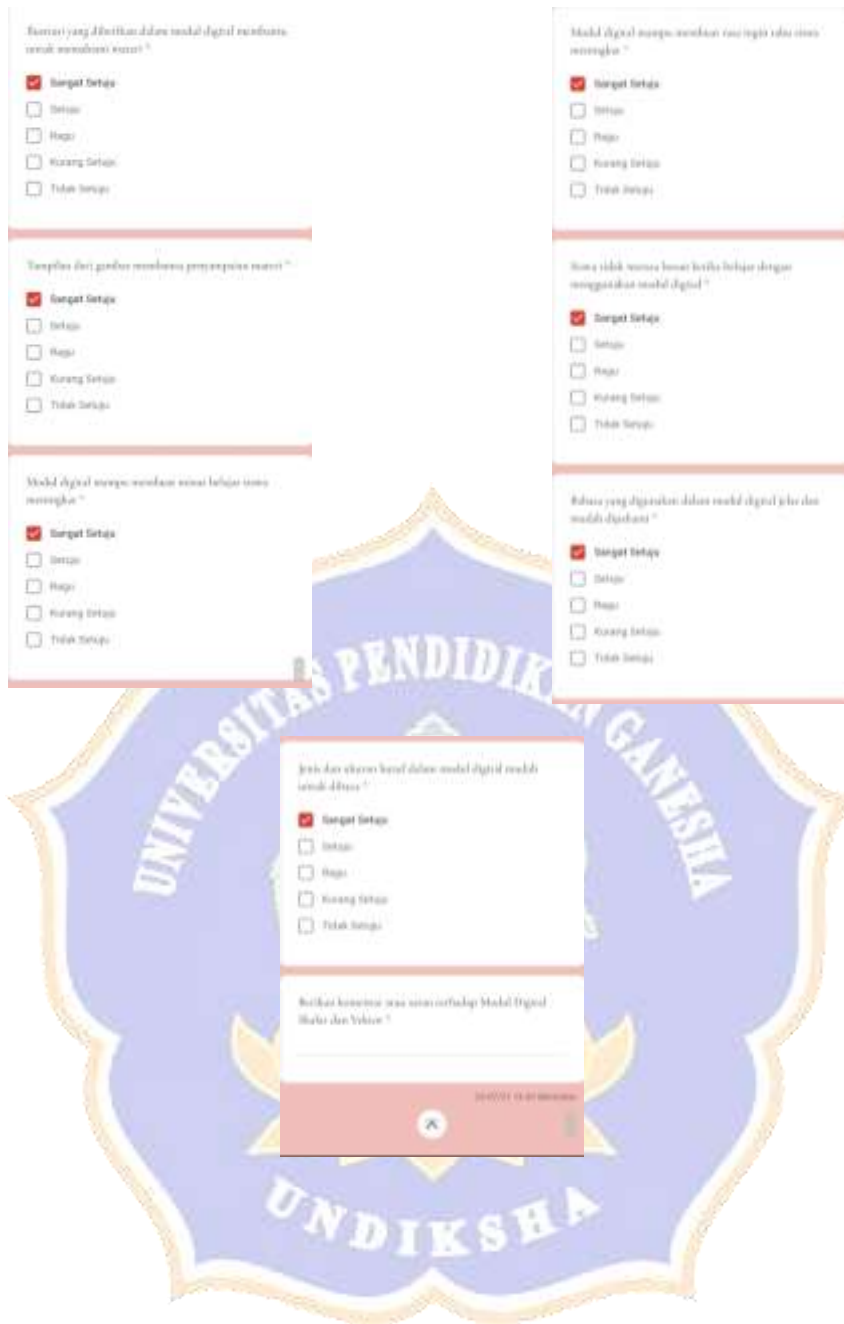 Ilustrasi yang diberikan dalam modul digital membantu
untuk memahami materi *
Sangat Setuju
Setuju
Ragu
Kurang Setuju
Tidak Setuju
Tampilan dari gambar membantu penyampaian materi *
Sangat Setuju
Setuju
Ragu
Kurang Setuju
Tidak Setuju
Modul digital mampu membuat minat belajar siswa
meningkat *
Sangat Setuju
Setuju
Ragu
Kurang Setuju
Tidak Setuju
Modul digital mampu membuat rasa ingin tahu siswa
meningkat *
Sangat Setuju
Setuju
Ragu
Kurang Setuju
Tidak Setuju
Siswa tidak merasa bosan ketika belajar dengan
menggunakan modul digital *
Sangat Setuju
Setuju
Ragu
Kurang Setuju
Tidak Setuju
Bahasa yang digunakan dalam modul digital jelas dan
mudah dipahami *
Sangat Setuju
Setuju
Ragu
Kurang Setuju
Tidak Setuju
UNIVERSITAS PENDIDIKAN GANESHA
Jenis dan ukuran huruf dalam modul digital mudah
untuk dibaca *
Sangat Setuju
Setuju
Ragu
Kurang Setuju
Tidak Setuju
Berikan komentar atau saran terhadap Modul Digital
Skalar dan Vektor *
UNDIKSHA